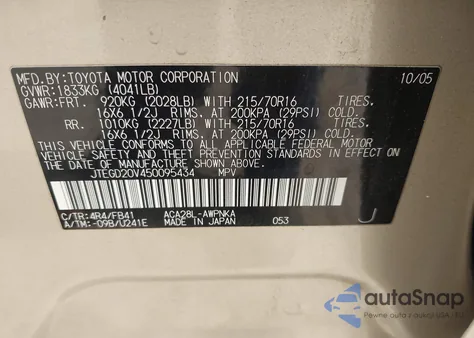 MFD.BY:TOYOTA MOTOR CORPORATION 10/05
GVWR:1833KG (4041LB)
GAWR:FRT. 920KG (2028LB) WITH 215/70R16 TIRES,
16X6 1/2J RIMS, AT 200KPA (29PSI) COLD.
RR. 1010KG (2227LB) WITH 215/70R16 TIRES,
16X6 1/2J RIMS, AT 200KPA (29PSI) COLD.
THIS VEHICLE CONFORMS TO ALL APPLICABLE FEDERAL MOTOR
VEHICLE SAFETY AND THEFT PREVENTION STANDARDS IN EFFECT ON
THE DATE OF MANUFACTURE SHOWN ABOVE.
JTEGD20V450095434 MPV
C/TR:4R4/FB41 ACA28L-AWPNKA
A/TM:-09B/U241E MADE IN JAPAN 053 J
autoSnap
Pewne auta z aukcji USA